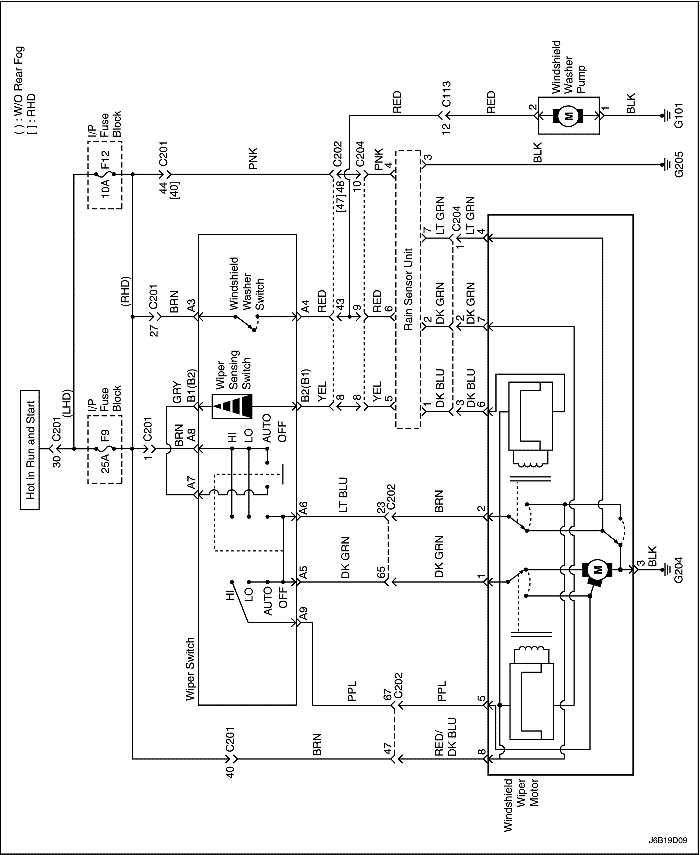 ( ) : W/O Rear Fog
[ ] : RHD
Hot in Run and Start
30
C201
(LHD)
(RHD)
I/P
Fuse
Block
25A
F9
I/P
Fuse
Block
10A
F12
40
C201
1
C201
27
C201
44
[40]
C201
BRN
BRN
GRY
BRN
PNK
Wiper Switch
A7
A8
B1(B2)
A3
HI
LO
AUTO
OFF
HI
LO
AUTO
OFF
Wiper
Sensing
Switch
Windshield
Washer
Switch
A9
A5
A6
B2(B1)
A4
PPL
DK GRN
LT BLU
YEL
RED
RED
8
43
[47] 48
C202
8
9
10
C204
YEL
RED
PNK
5
6
4
Rain Sensor Unit
1
2
7
3
47
67
C202
65
23
C202
DK BLU
DK GRN
LT GRN
BLK
3
2
1
C204
RED/
DK BLU
PPL
DK GRN
BRN
DK BLU
DK GRN
LT GRN
8
5
1
2
6
7
4
Windshield
Wiper
Motor
M
3
BLK
G204
12
C113
RED
2
Windshield
Washer
Pump
M
1
BLK
G101
G205
J6B19D09